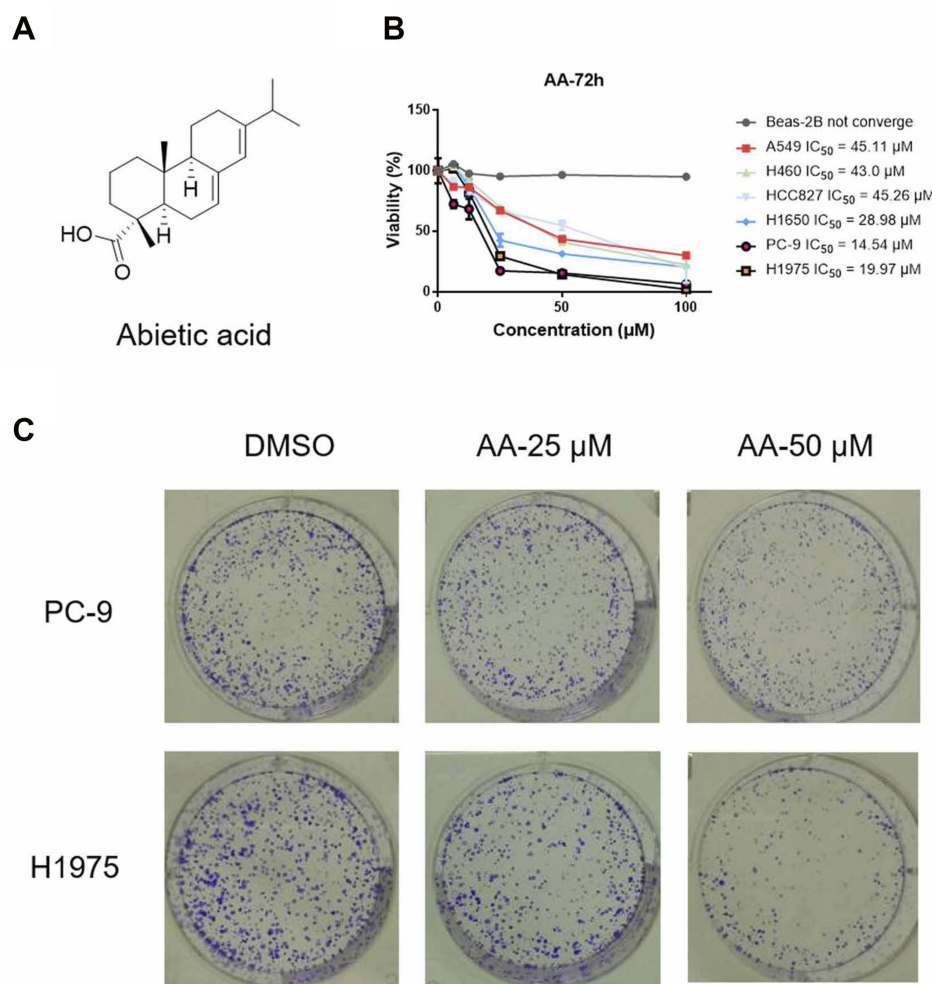 A
HO
O
H
H
Abietic acid
B
AA-72h
Viability (%)
150
100
50
0
0
50
100
Concentration (µM)
Beas-2B not converge
A549 IC50 = 45.11 µM
H460 IC50 = 43.0 µM
HCC827 IC50 = 45.26 µM
H1650 IC50 = 28.98 µM
PC-9 IC50 = 14.54 µM
H1975 IC50 = 19.97 µM
C
DMSO
AA-25 µM
AA-50 µM
PC-9
H1975